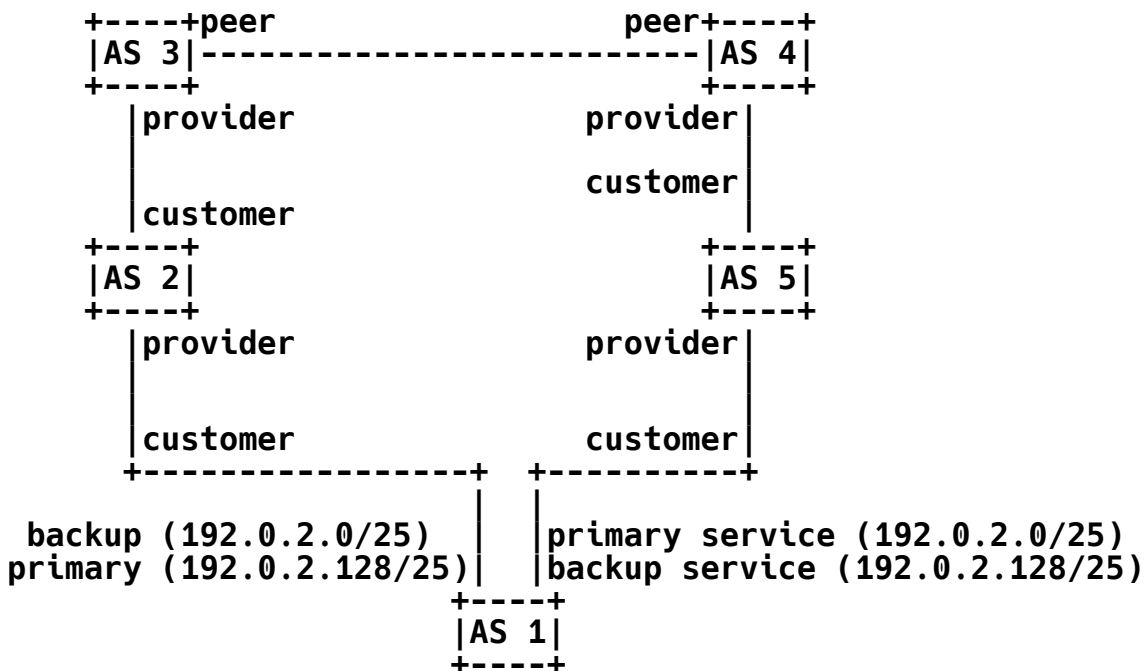 +----+peer                      peer+----+
|AS 3|--------------------------|AS 4|
+----+                          +----+
|provider               provider|
|                               |
|                       customer|
|customer                       |
+----+                          +----+
|AS 2|                          |AS 5|
+----+                          +----+
|provider               provider|
|                               |
|                               |
|customer               customer|
+-----------------+  +----------+
|  |
backup (192.0.2.0/25)  |  |primary service (192.0.2.0/25)
primary (192.0.2.128/25)|  |backup service (192.0.2.128/25)
+----+
|AS 1|
+----+